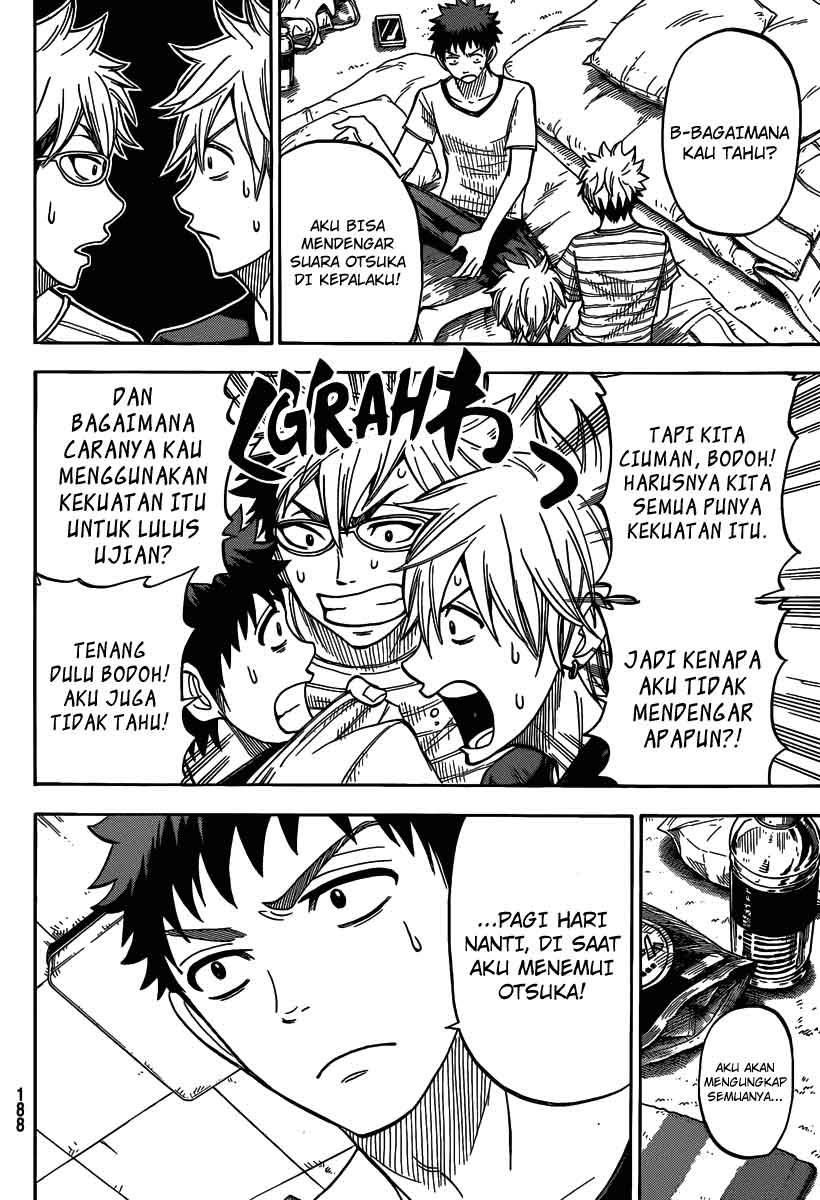 B-BAGAIMANA
KAU TAHU?
AKU BISA
MENDENGAR
SUARA OTSUKA
DI KEPALAKU!
TAPI KITA
CIUMAN, BODOH!
HARUSNYA KITA
SEMUA PUNYA
KEKUATAN ITU.
JADI KENAPA
AKU TIDAK
MENDENGAR
APAPUN?!
わっ
GRAH
DAN
BAGAIMANA
CARANYA KAU
MENGGUNAKAN
KEKUATAN ITU
UNTUK LULUS
UJIAN?
TENANG
DULU BODOH!
AKU JUGA
TIDAK TAHU!
AKU AKAN
MENGUNGKAP
SEMUANYA...
...PAGI HARI
NANTI, DI SAAT
AKU MENEMUI
OTSUKA!
188